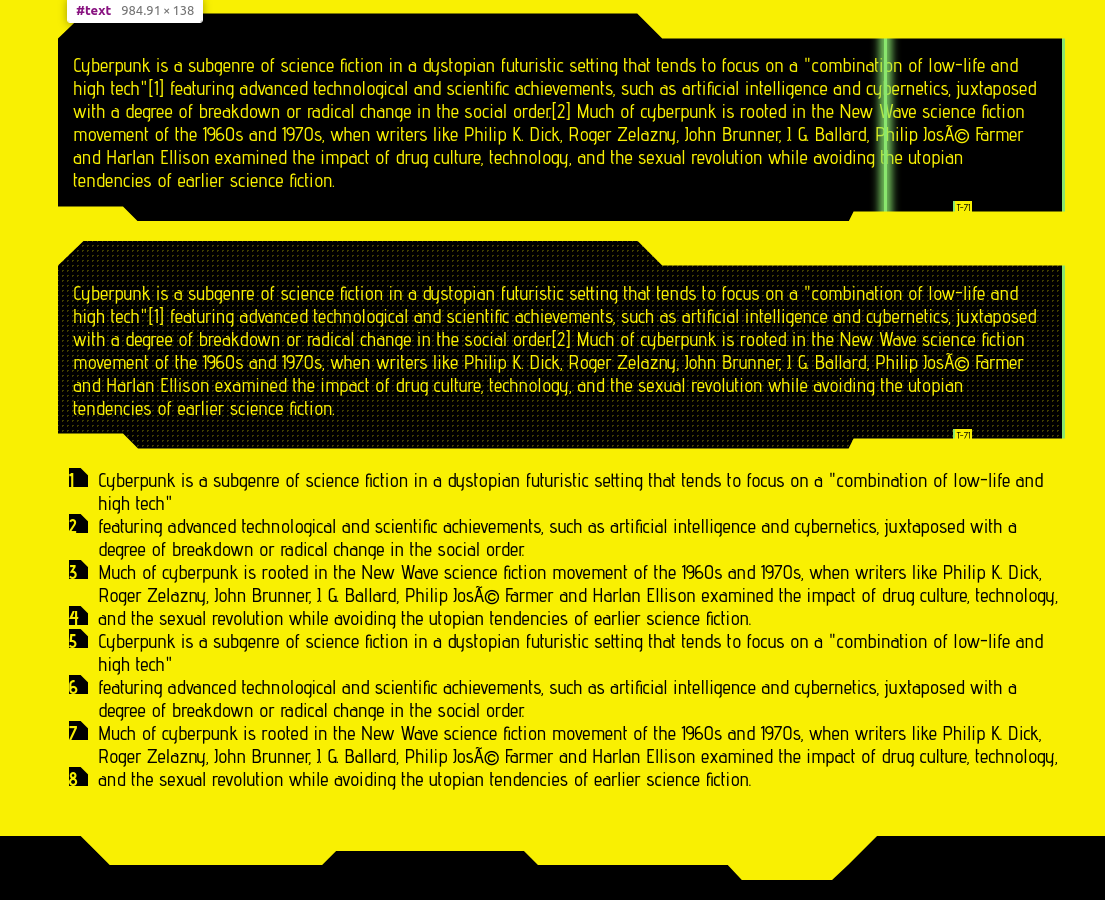 #text 984.91 × 138
Cyberpunk is a subgenre of science fiction in a dystopian futuristic setting that tends to focus on a "combination of low-life and
high tech"[1] featuring advanced technological and scientific achievements, such as artificial intelligence and cybernetics, juxtaposed
with a degree of breakdown or radical change in the social order.[2] Much of cyberpunk is rooted in the New Wave science fiction
movement of the 1960s and 1970s, when writers like Philip K. Dick, Roger Zelazny, John Brunner, J. G. Ballard, Philip JosÃ© Farmer
and Harlan Ellison examined the impact of drug culture, technology, and the sexual revolution while avoiding the utopian
tendencies of earlier science fiction.
T-71
Cyberpunk is a subgenre of science fiction in a dystopian futuristic setting that tends to focus on a "combination of low-life and
high tech"[1] featuring advanced technological and scientific achievements, such as artificial intelligence and cybernetics, juxtaposed
with a degree of breakdown or radical change in the social order.[2] Much of cyberpunk is rooted in the New Wave science fiction
movement of the 1960s and 1970s, when writers like Philip K. Dick, Roger Zelazny, John Brunner, J. G. Ballard, Philip JosÃ© Farmer
and Harlan Ellison examined the impact of drug culture, technology, and the sexual revolution while avoiding the utopian
tendencies of earlier science fiction.
T-71
1 Cyberpunk is a subgenre of science fiction in a dystopian futuristic setting that tends to focus on a "combination of low-life and
high tech"
2 featuring advanced technological and scientific achievements, such as artificial intelligence and cybernetics, juxtaposed with a
degree of breakdown or radical change in the social order.
3 Much of cyberpunk is rooted in the New Wave science fiction movement of the 1960s and 1970s, when writers like Philip K. Dick,
Roger Zelazny, John Brunner, J. G. Ballard, Philip JosÃ© Farmer and Harlan Ellison examined the impact of drug culture, technology,
4 and the sexual revolution while avoiding the utopian tendencies of earlier science fiction.
5 Cyberpunk is a subgenre of science fiction in a dystopian futuristic setting that tends to focus on a "combination of low-life and
high tech"
6 featuring advanced technological and scientific achievements, such as artificial intelligence and cybernetics, juxtaposed with a
degree of breakdown or radical change in the social order.
7 Much of cyberpunk is rooted in the New Wave science fiction movement of the 1960s and 1970s, when writers like Philip K. Dick,
Roger Zelazny, John Brunner, J. G. Ballard, Philip JosÃ© Farmer and Harlan Ellison examined the impact of drug culture, technology,
8 and the sexual revolution while avoiding the utopian tendencies of earlier science fiction.